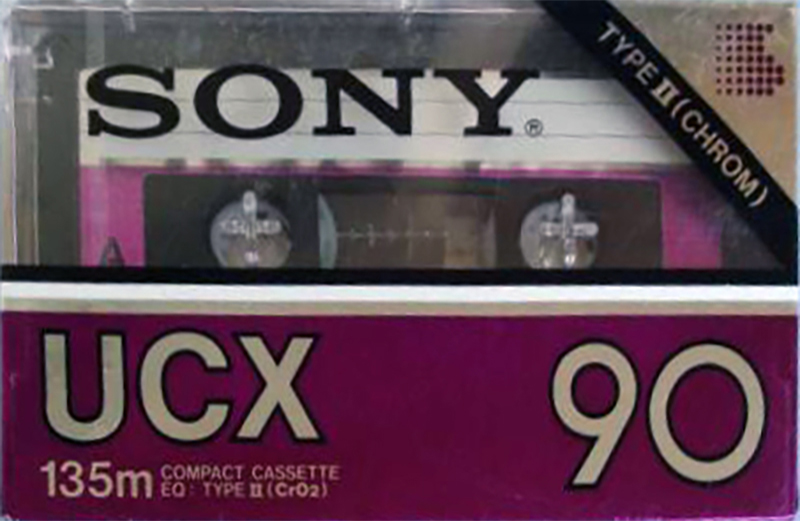 SONY®
TYPE II (CHROM)
A
UCX 90
135m COMPACT CASSETTE
EQ : TYPE II (CrO2)